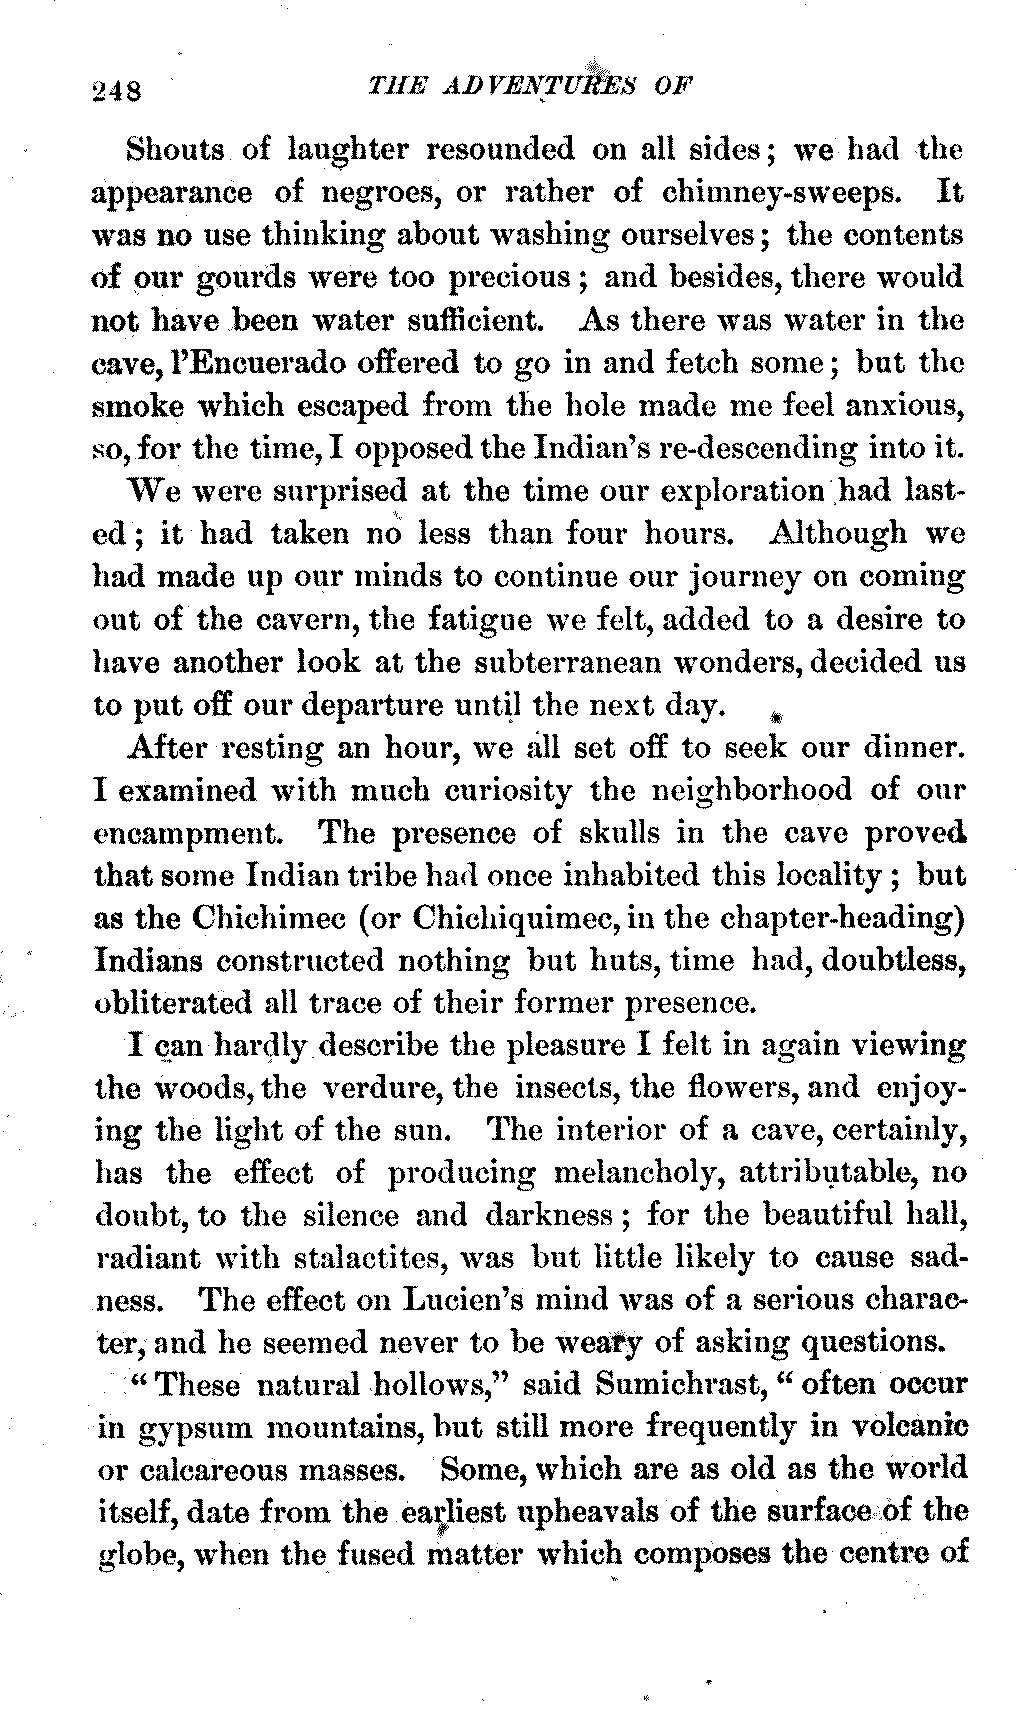 248 THE ADVENTURES OF
Shouts of laughter resounded on all sides; we had the
appearance of negroes, or rather of chimney-sweeps. It
was no use thinking about washing ourselves; the contents
of our gourds were too precious; and besides, there would
not have been water sufficient. As there was water in the
cave, l'Encuerado offered to go in and fetch some; but the
smoke which escaped from the hole made me feel anxious,
so, for the time, I opposed the Indian's re-descending into it.
We were surprised at the time our exploration had last-
ed; it had taken no less than four hours. Although we
had made up our minds to continue our journey on coming
out of the cavern, the fatigue we felt, added to a desire to
have another look at the subterranean wonders, decided us
to put off our departure until the next day.
After resting an hour, we all set off to seek our dinner.
I examined with much curiosity the neighborhood of our
encampment. The presence of skulls in the cave proved
that some Indian tribe had once inhabited this locality; but
as the Chichimec (or Chichiquimec, in the chapter-heading)
Indians constructed nothing but huts, time had, doubtless,
obliterated all trace of their former presence.
I can hardly describe the pleasure I felt in again viewing
the woods, the verdure, the insects, the flowers, and enjoy-
ing the light of the sun. The interior of a cave, certainly,
has the effect of producing melancholy, attributable, no
doubt, to the silence and darkness; for the beautiful hall,
radiant with stalactites, was but little likely to cause sad-
ness. The effect on Lucien's mind was of a serious charac-
ter, and he seemed never to be weary of asking questions.
"These natural hollows," said Sumichrast, "often occur
in gypsum mountains, but still more frequently in volcanic
or calcareous masses. Some, which are as old as the world
itself, date from the earliest upheavals of the surface of the
globe, when the fused matter which composes the centre of